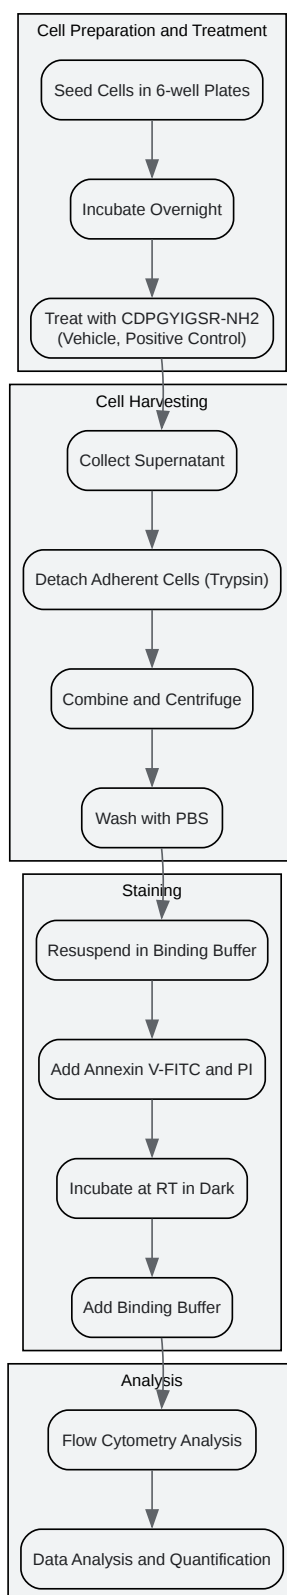 Cell Preparation and Treatment
Seed Cells in 6-well Plates
Incubate Overnight
Treat with CDPGYIGSR-NH2
(Vehicle, Positive Control)
Cell Harvesting
Collect Supernatant
Detach Adherent Cells (Trypsin)
Combine and Centrifuge
Wash with PBS
Staining
Resuspend in Binding Buffer
Add Annexin V-FITC and PI
Incubate at RT in Dark
Add Binding Buffer
Analysis
Flow Cytometry Analysis
Data Analysis and Quantification